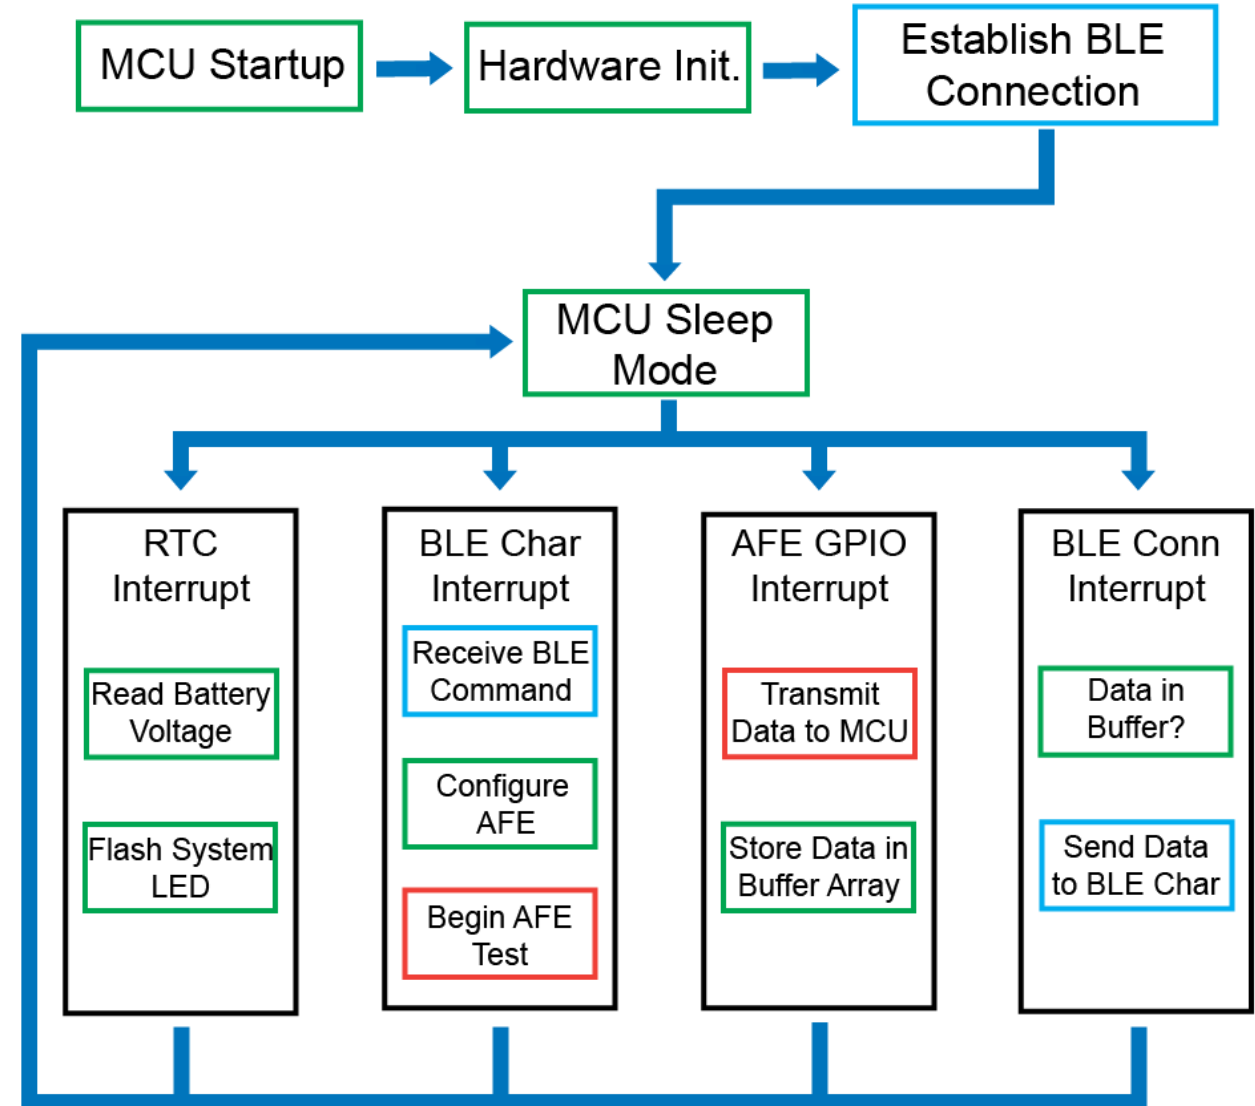 MCU Startup
Hardware Init.
Establish BLE
Connection
MCU Sleep
Mode
RTC
Interrupt
Read Battery
Voltage
Flash System
LED
BLE Char
Interrupt
Receive BLE
Command
Configure
AFE
Begin AFE
Test
AFE GPIO
Interrupt
Transmit
Data to MCU
Store Data in
Buffer Array
BLE Conn
Interrupt
Data in
Buffer?
Send Data
to BLE Char